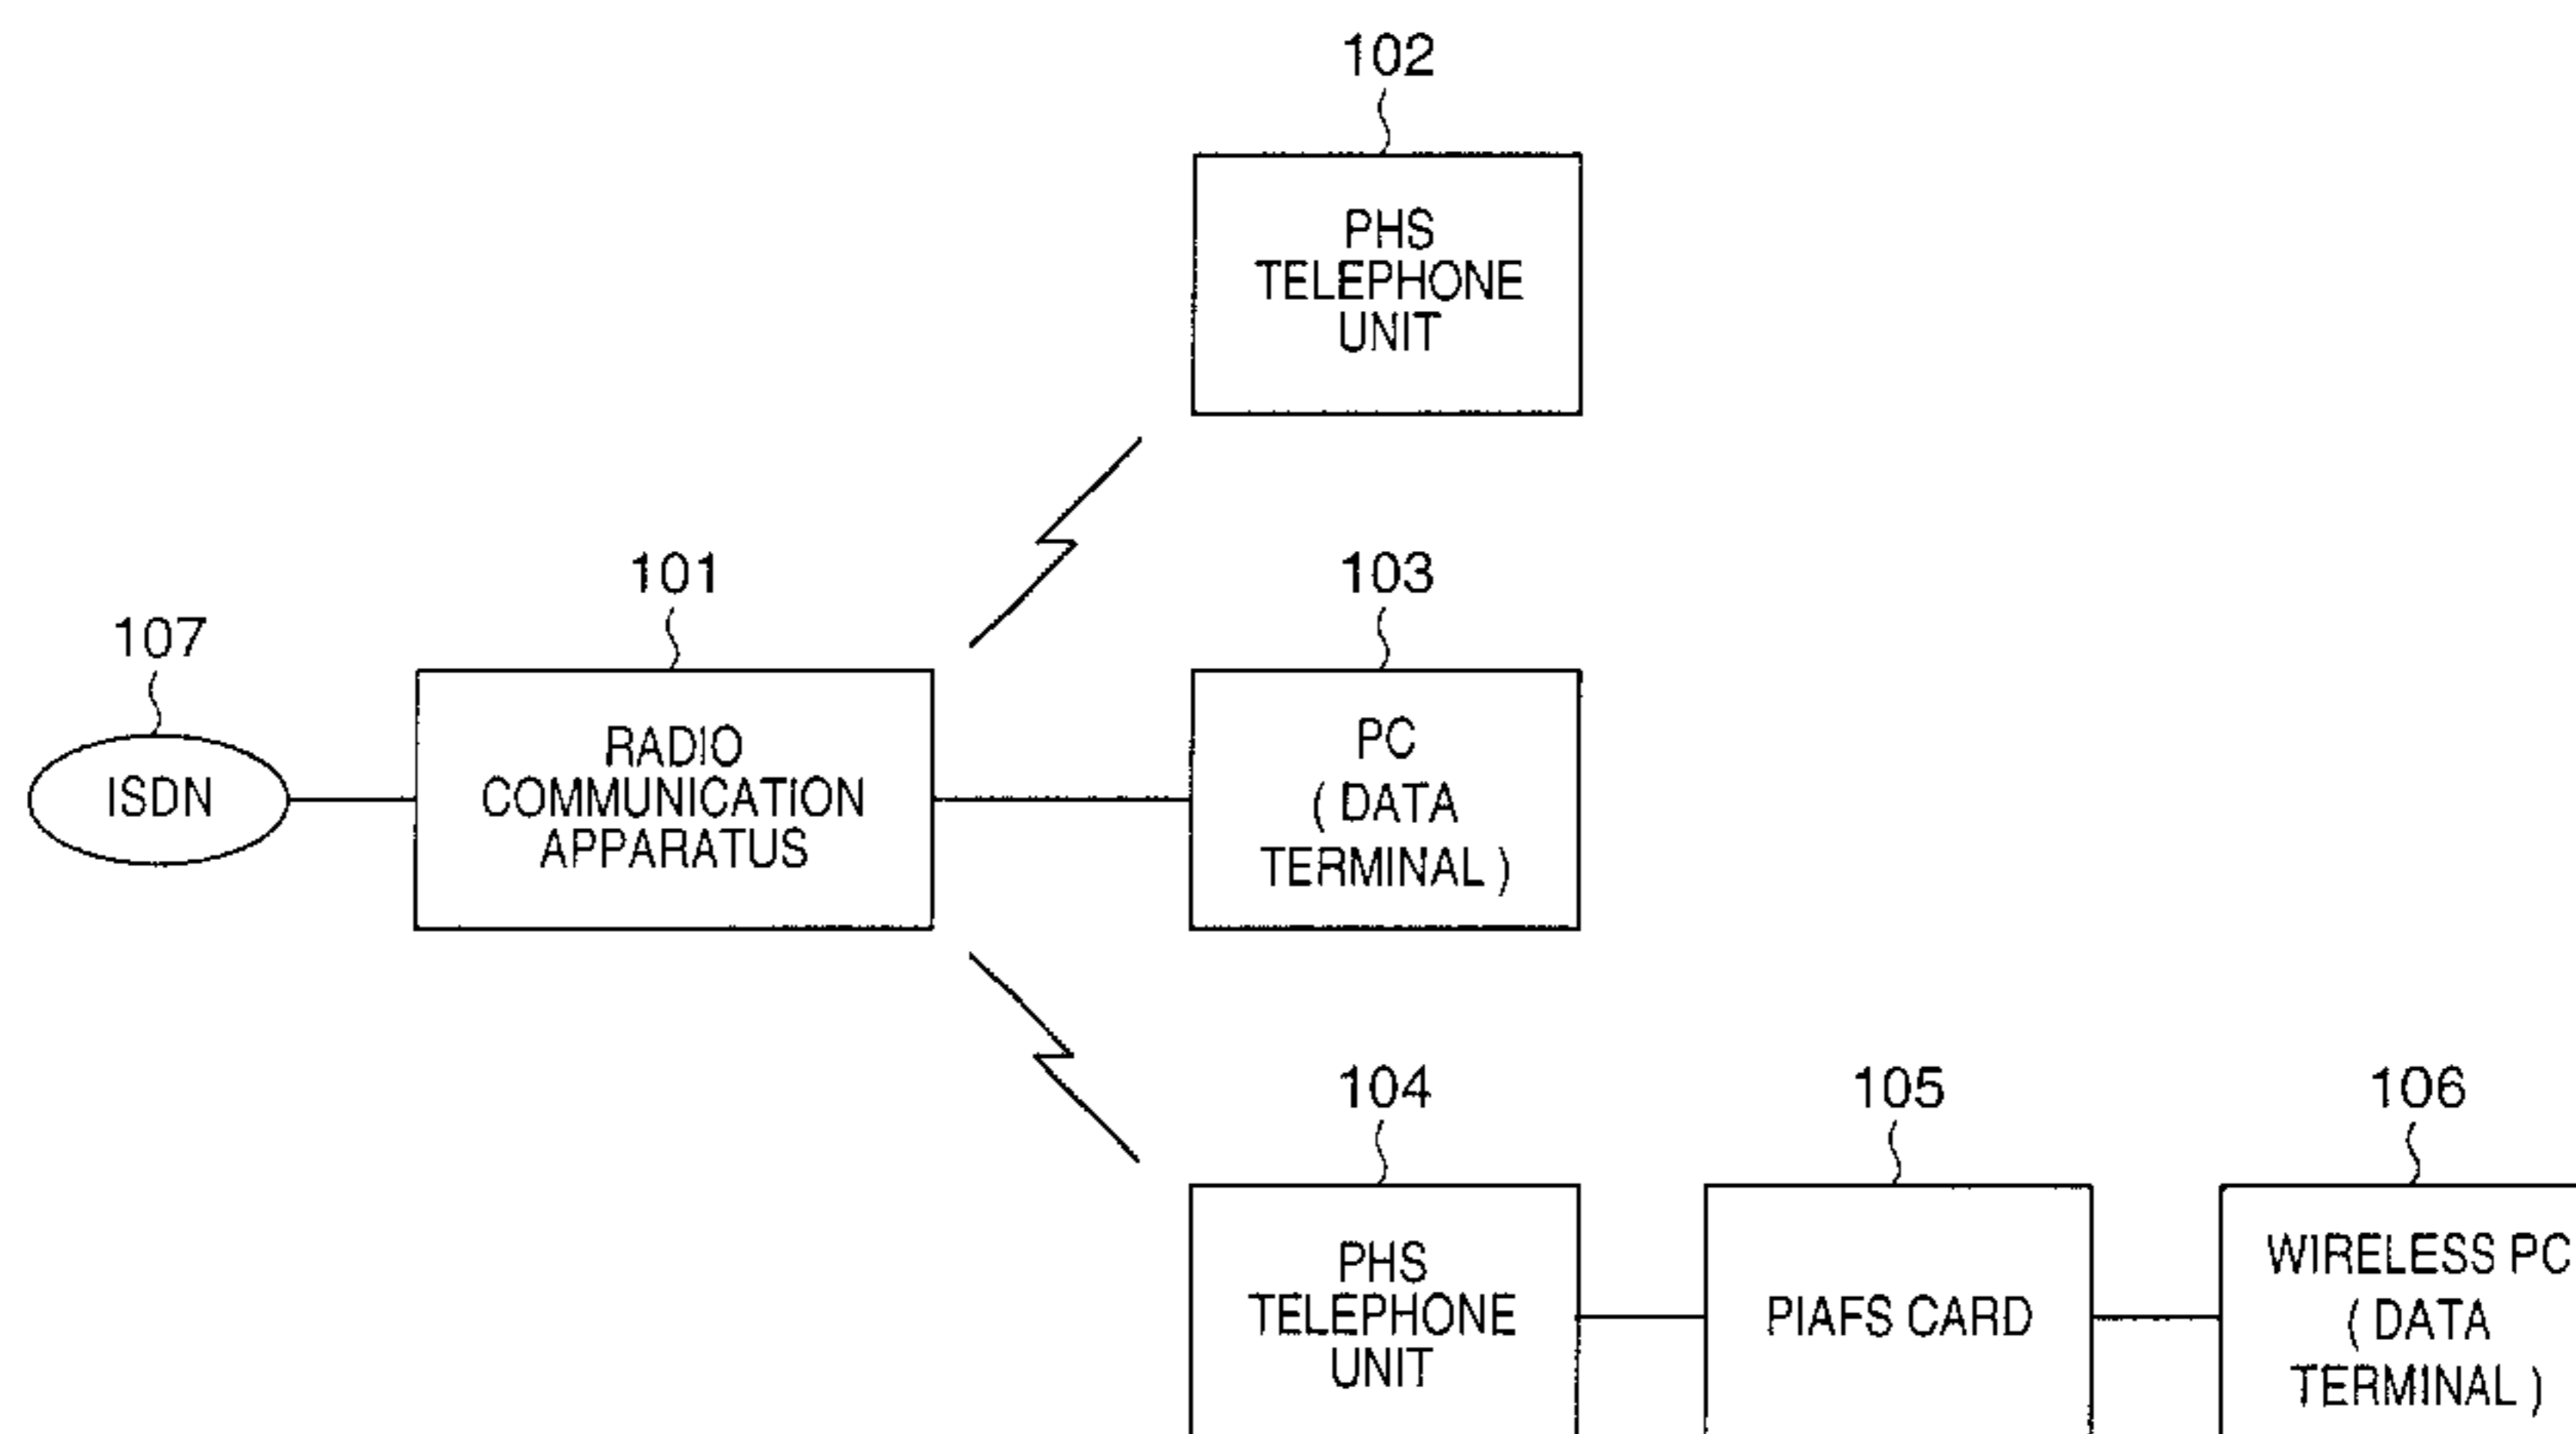 102
PHS
TELEPHONE
UNIT
101
103
107
ISDN
RADIO
COMMUNICATION
APPARATUS
PC
( DATA
TERMINAL )
104
105
106
PHS
TELEPHONE
UNIT
PIAFS CARD
WIRELESS PC
( DATA
TERMINAL )